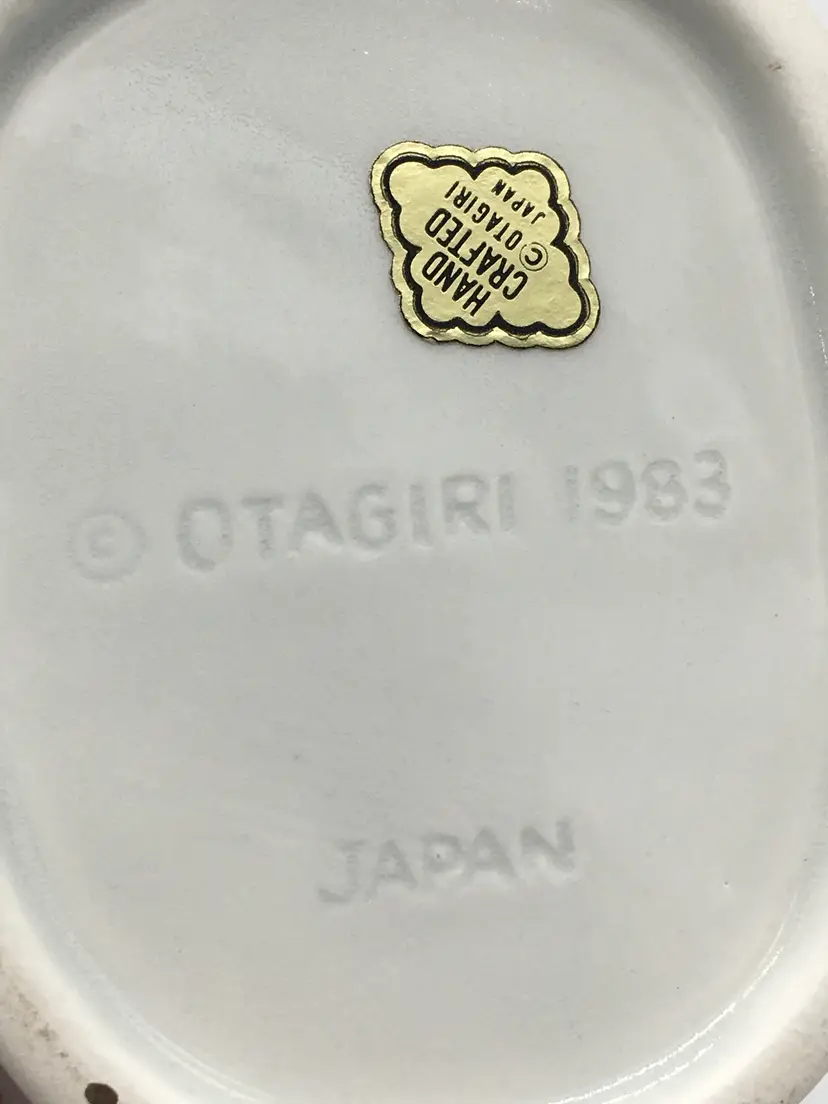 HAND
CRAFTED
© OTAGIRI
JAPAN
© OTAGIRI 1983
JAPAN